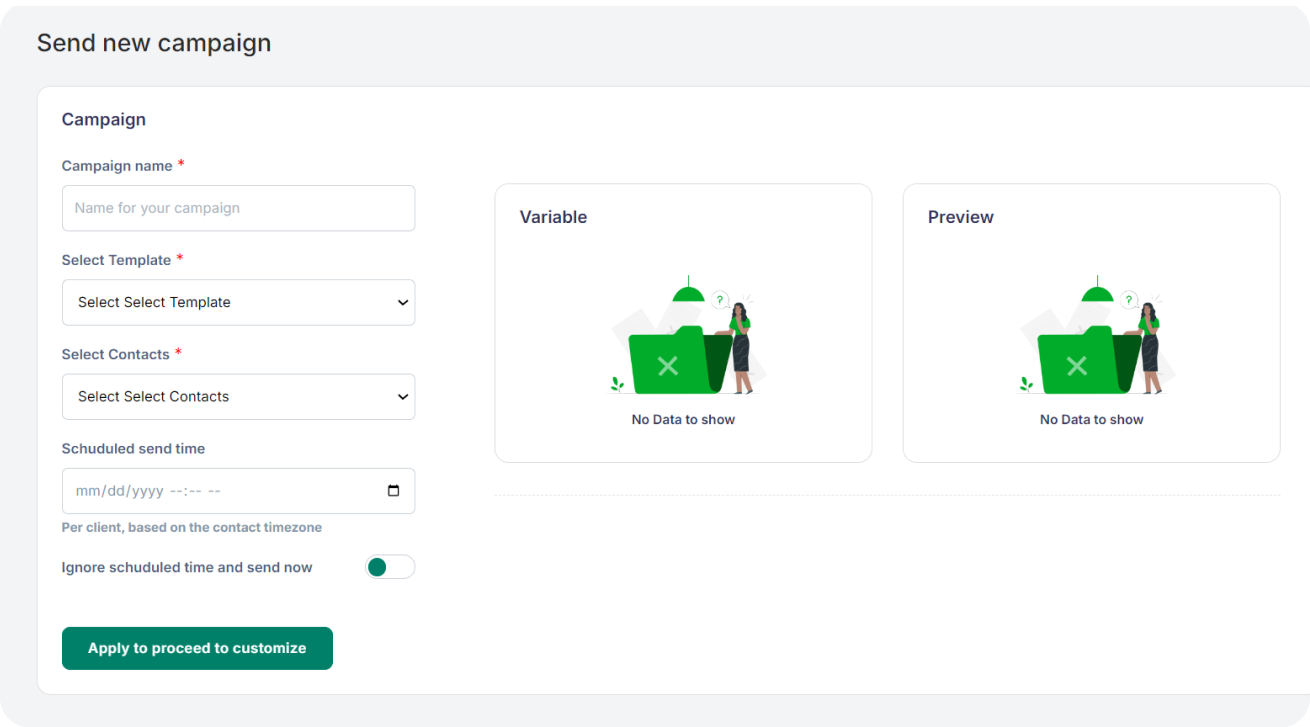 Send new campaign
Campaign
Campaign name *
Name for your campaign
Select Template *
Select Select Template
Select Contacts *
Select Select Contacts
Schuduled send time
mm/dd/yyyy --:-- --
Per client, based on the contact timezone
Ignore schuduled time and send now
Apply to proceed to customize
Variable
?
No Data to show
Preview
?
No Data to show